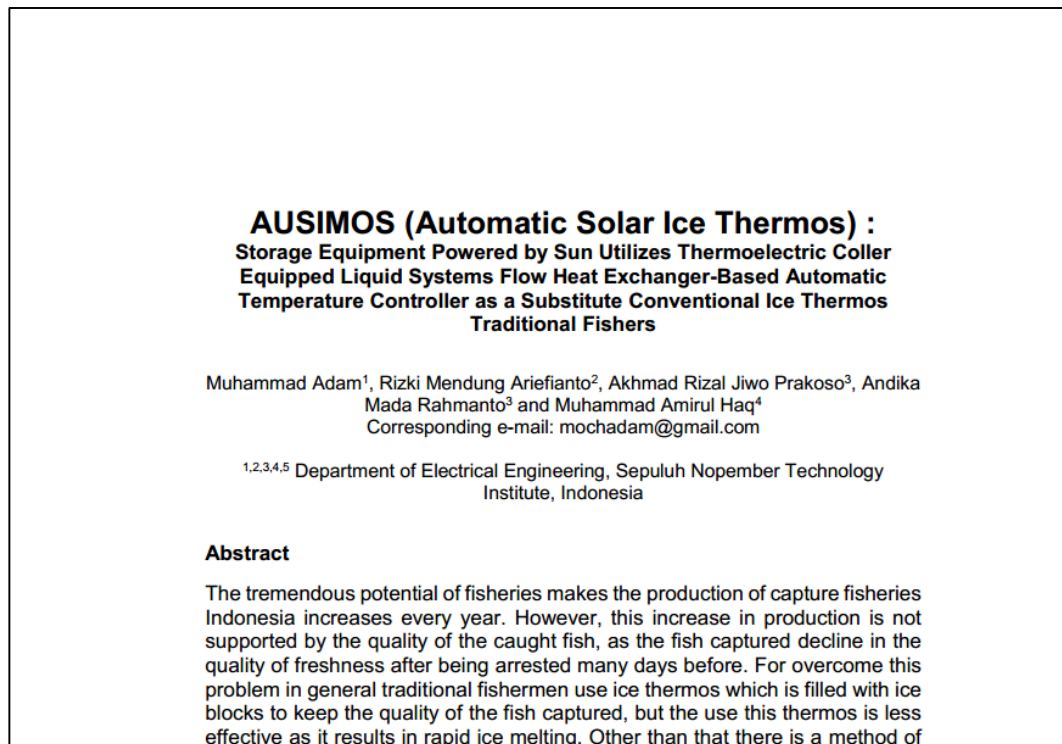 AUSIMOS (Automatic Solar Ice Thermos) :
Storage Equipment Powered by Sun Utilizes Thermoelectric Coller
Equipped Liquid Systems Flow Heat Exchanger-Based Automatic
Temperature Controller as a Substitute Conventional Ice Thermos
Traditional Fishers
Muhammad Adam¹, Rizki Mendung Ariefianto², Akhmad Rizal Jiwo Prakoso³, Andika
Mada Rahmanto³ and Muhammad Amirul Haq⁴
Corresponding e-mail: mochadam@gmail.com
¹,²,³,⁴,⁵ Department of Electrical Engineering, Sepuluh Nopember Technology
Institute, Indonesia
Abstract
The tremendous potential of fisheries makes the production of capture fisheries
Indonesia increases every year. However, this increase in production is not
supported by the quality of the caught fish, as the fish captured decline in the
quality of freshness after being arrested many days before. For overcome this
problem in general traditional fishermen use ice thermos which is filled with ice
blocks to keep the quality of the fish captured, but the use this thermos is less
effective as it results in rapid ice melting. Other than that there is a method of